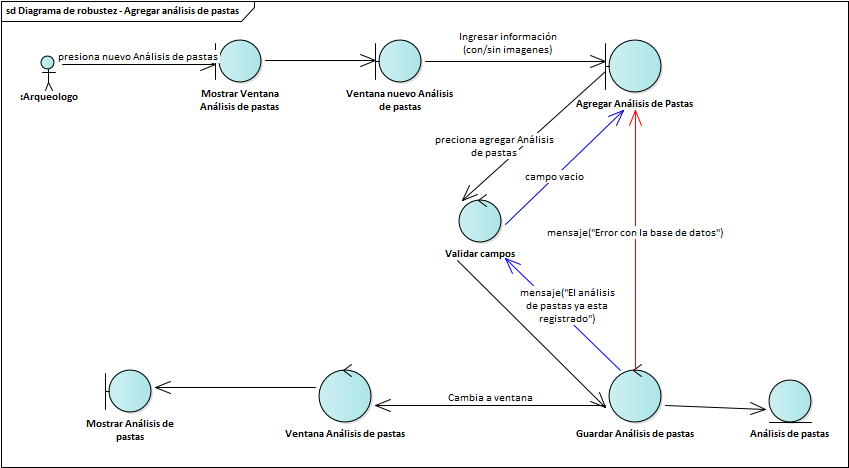 sd Diagrama de robustez - Agregar análisis de pastas
Ingresar información
(con/sin imagenes)
presiona nuevo Análisis de pastas
:Arqueologo
Mostrar Ventana
Análisis de pastas
Ventana nuevo Análisis
de pastas
Agregar Análisis de Pastas
preciona agregar Análisis
de pastas
campo vacio
mensaje("Error con la base de datos")
Validar campos
mensaje("El análisis
de pastas ya esta
registrado")
Cambia a ventana
Mostrar Análisis de
pastas
Ventana Análisis de pastas
Guardar Análisis de pastas
Análisis de pastas